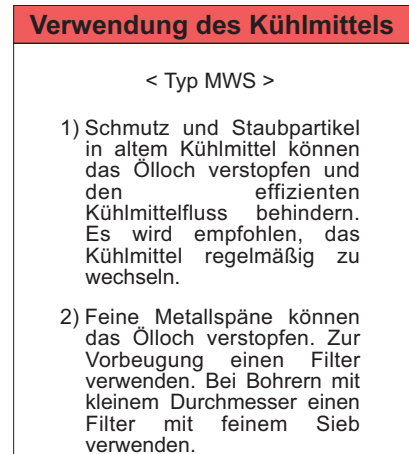 Verwendung des Kühlmittels
< Typ MWS >
1) Schmutz und Staubpartikel
in altem Kühlmittel können
das Ölloch verstopfen und
den effizienten
Kühlmittelfluss behindern.
Es wird empfohlen, das
Kühlmittel regelmäßig zu
wechseln.
2) Feine Metallspäne können
das Ölloch verstopfen. Zur
Vorbeugung einen Filter
verwenden. Bei Bohrern mit
kleinem Durchmesser einen
Filter mit feinem Sieb
verwenden.